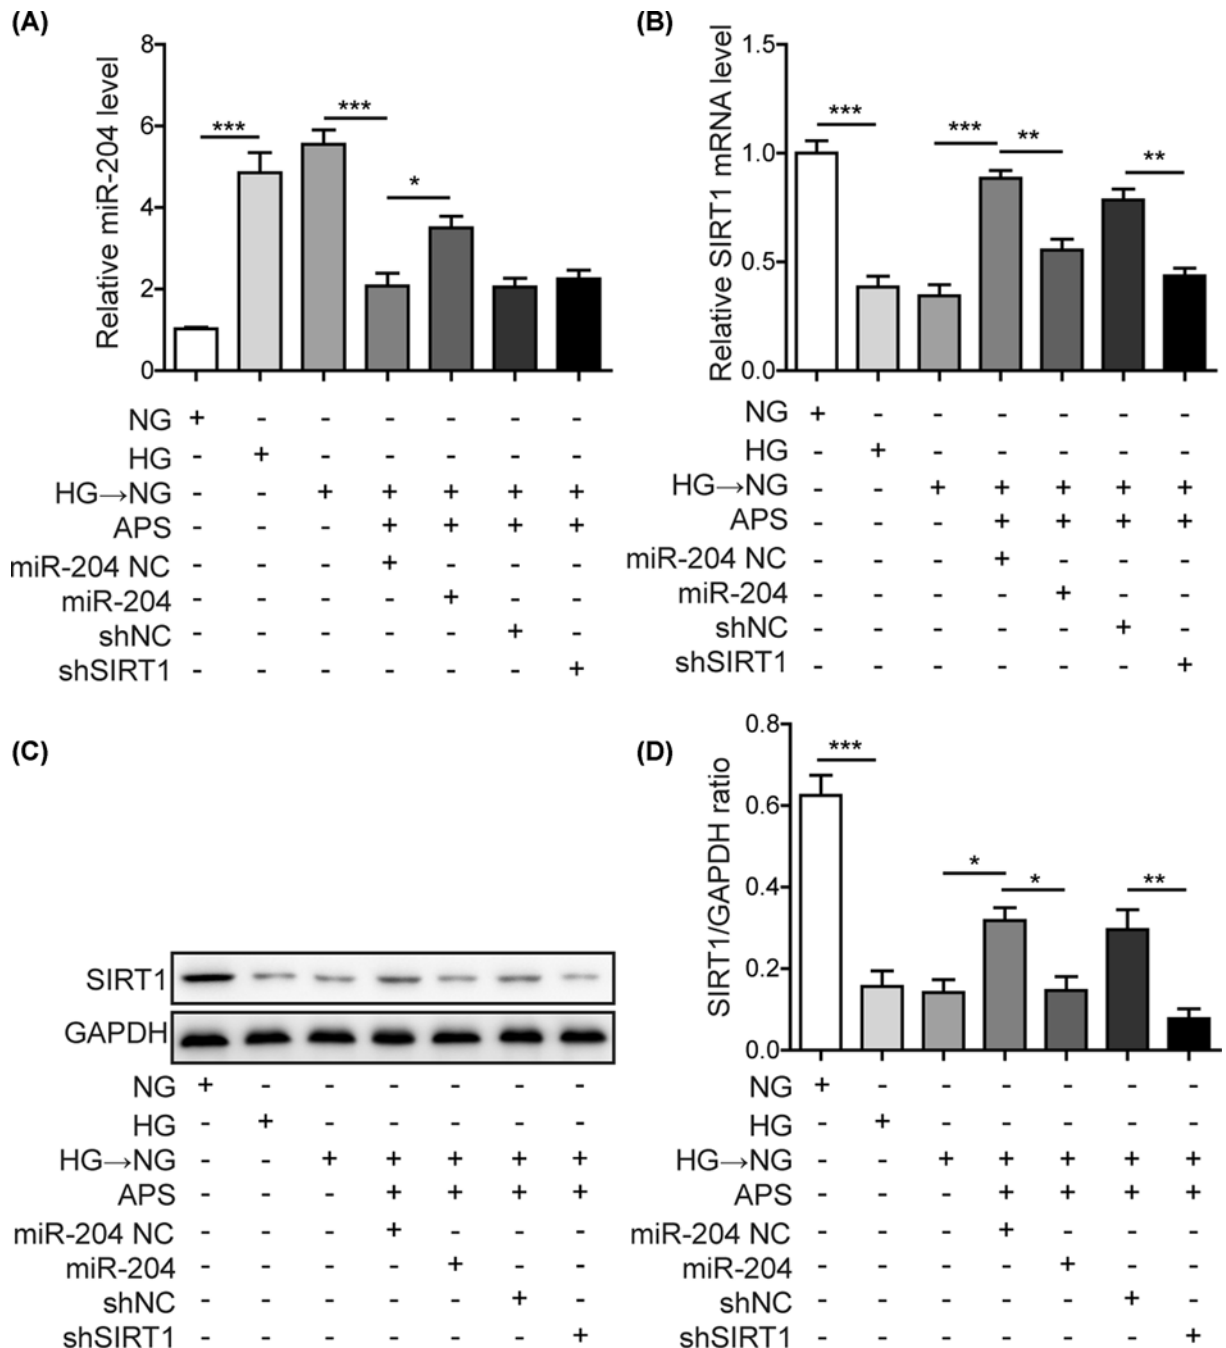 (A)
Relative miR-204 level
8
6
4
2
0
***
***
*
NG + - - - - - -
HG - + - - - - -
HG→NG - - + + + + +
APS - - - + + + +
miR-204 NC - - - + - - -
miR-204 - - - - + - -
shNC - - - - - + -
shSIRT1 - - - - - - +
(B)
Relative SIRT1 mRNA level
1.5
1.0
0.5
0.0
***
***
**
**
NG + - - - - - -
HG - + - - - - -
HG→NG - - + + + + +
APS - - - + + + +
miR-204 NC - - - + - - -
miR-204 - - - - + - -
shNC - - - - - + -
shSIRT1 - - - - - - +
(C)
SIRT1
GAPDH
NG + - - - - - -
HG - + - - - - -
HG→NG - - + + + + +
APS - - - + + + +
miR-204 NC - - - + - - -
miR-204 - - - - + - -
shNC - - - - - + -
shSIRT1 - - - - - - +
(D)
SIRT1/GAPDH ratio
0.8
0.6
0.4
0.2
0.0
***
*
*
**
NG + - - - - - -
HG - + - - - - -
HG→NG - - + + + + +
APS - - - + + + +
miR-204 NC - - - + - - -
miR-204 - - - - + - -
shNC - - - - - + -
shSIRT1 - - - - - - +